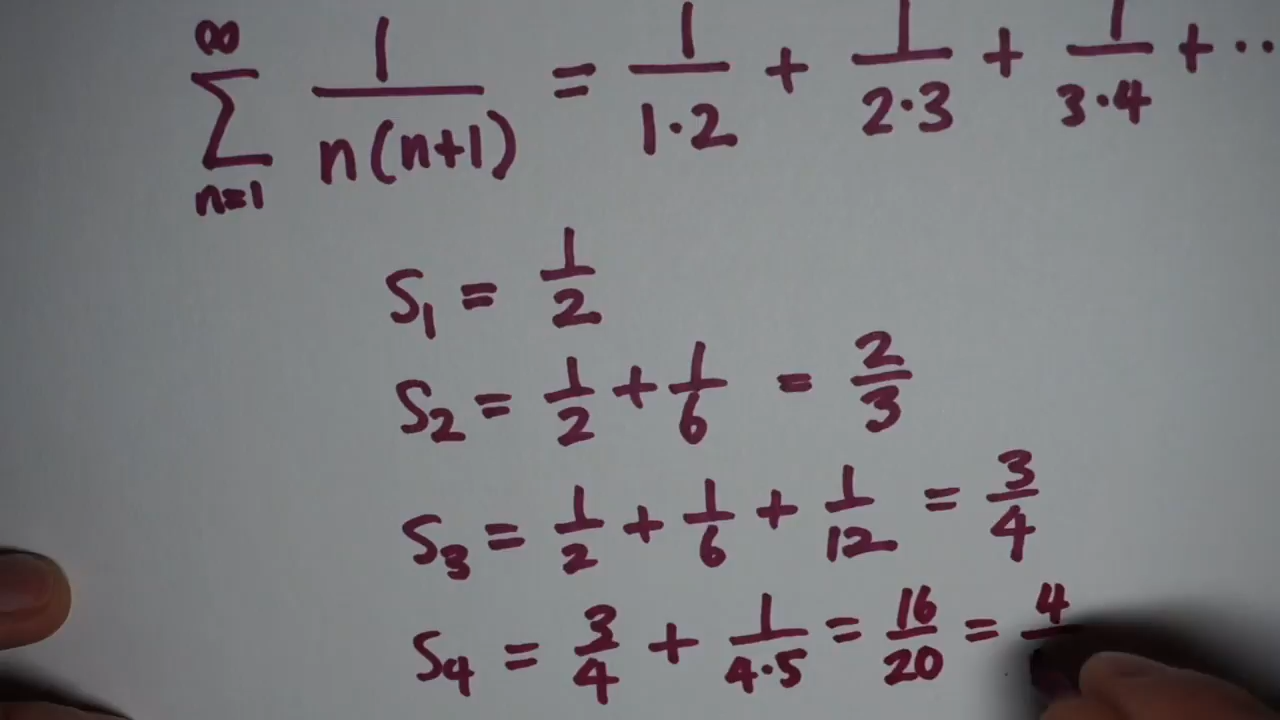 ∞
∑ 1/n(n+1) = 1/1·2 + 1/2·3 + 1/3·4 + ··
n=1
S₁ = 1/2
S₂ = 1/2 + 1/6 = 2/3
S₃ = 1/2 + 1/6 + 1/12 = 3/4
S₄ = 3/4 + 1/4·5 = 16/20 = 4/